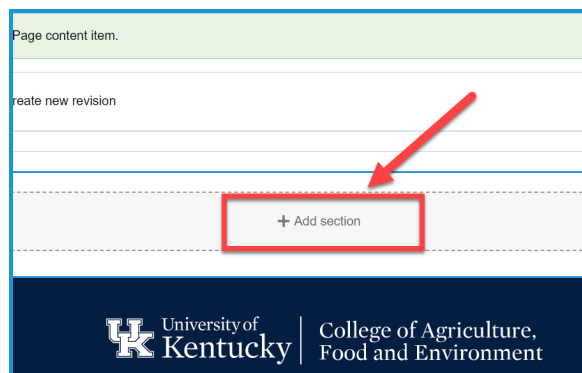 Page content item.
reate new revision
+ Add section
University of
Kentucky
College of Agriculture,
Food and Environment